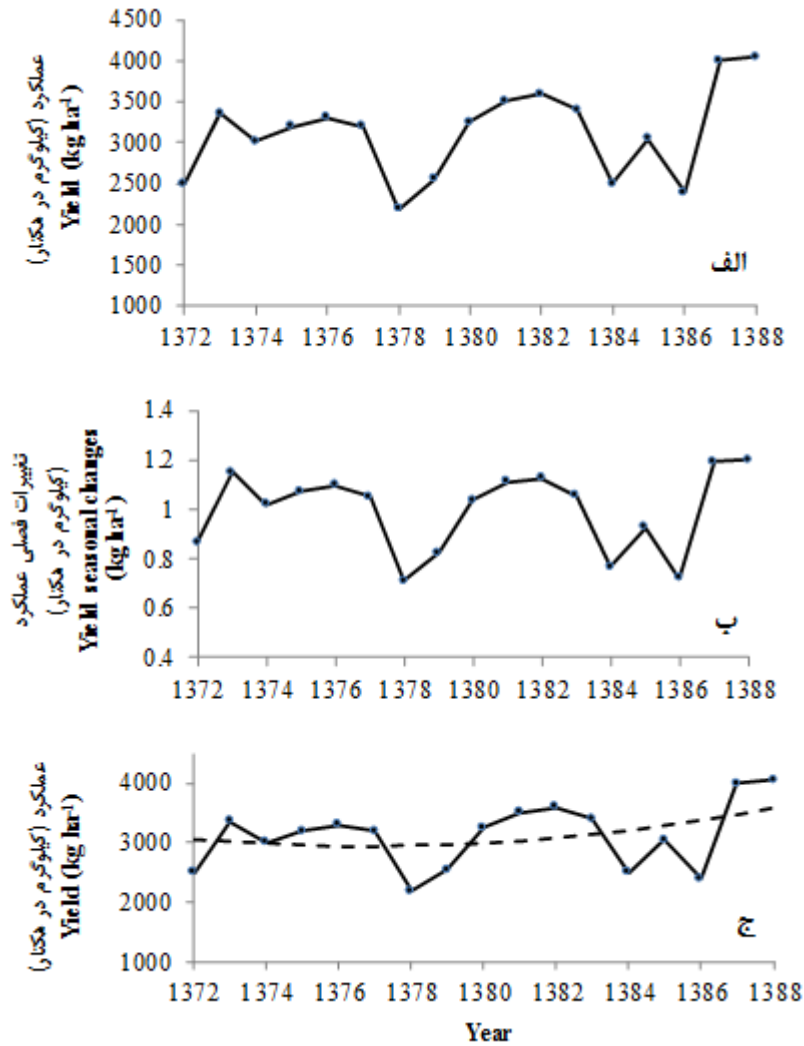 عملکرد (کیلوگرم در هکتار)
Yield (kg ha⁻¹)
4500
4000
3500
3000
2500
2000
1500
1000
الف
1372 1374 1376 1378 1380 1382 1384 1386 1388
تغییرات فصلی عملکرد
(کیلوگرم در هکتار)
Yield seasonal changes
(kg ha⁻¹)
1.4
1.2
1
0.8
0.6
0.4
ب
1372 1374 1376 1378 1380 1382 1384 1386 1388
عملکرد (کیلوگرم در هکتار)
Yield (kg ha⁻¹)
4000
3000
2000
1000
ج
1372 1374 1376 1378 1380 1382 1384 1386 1388
Year